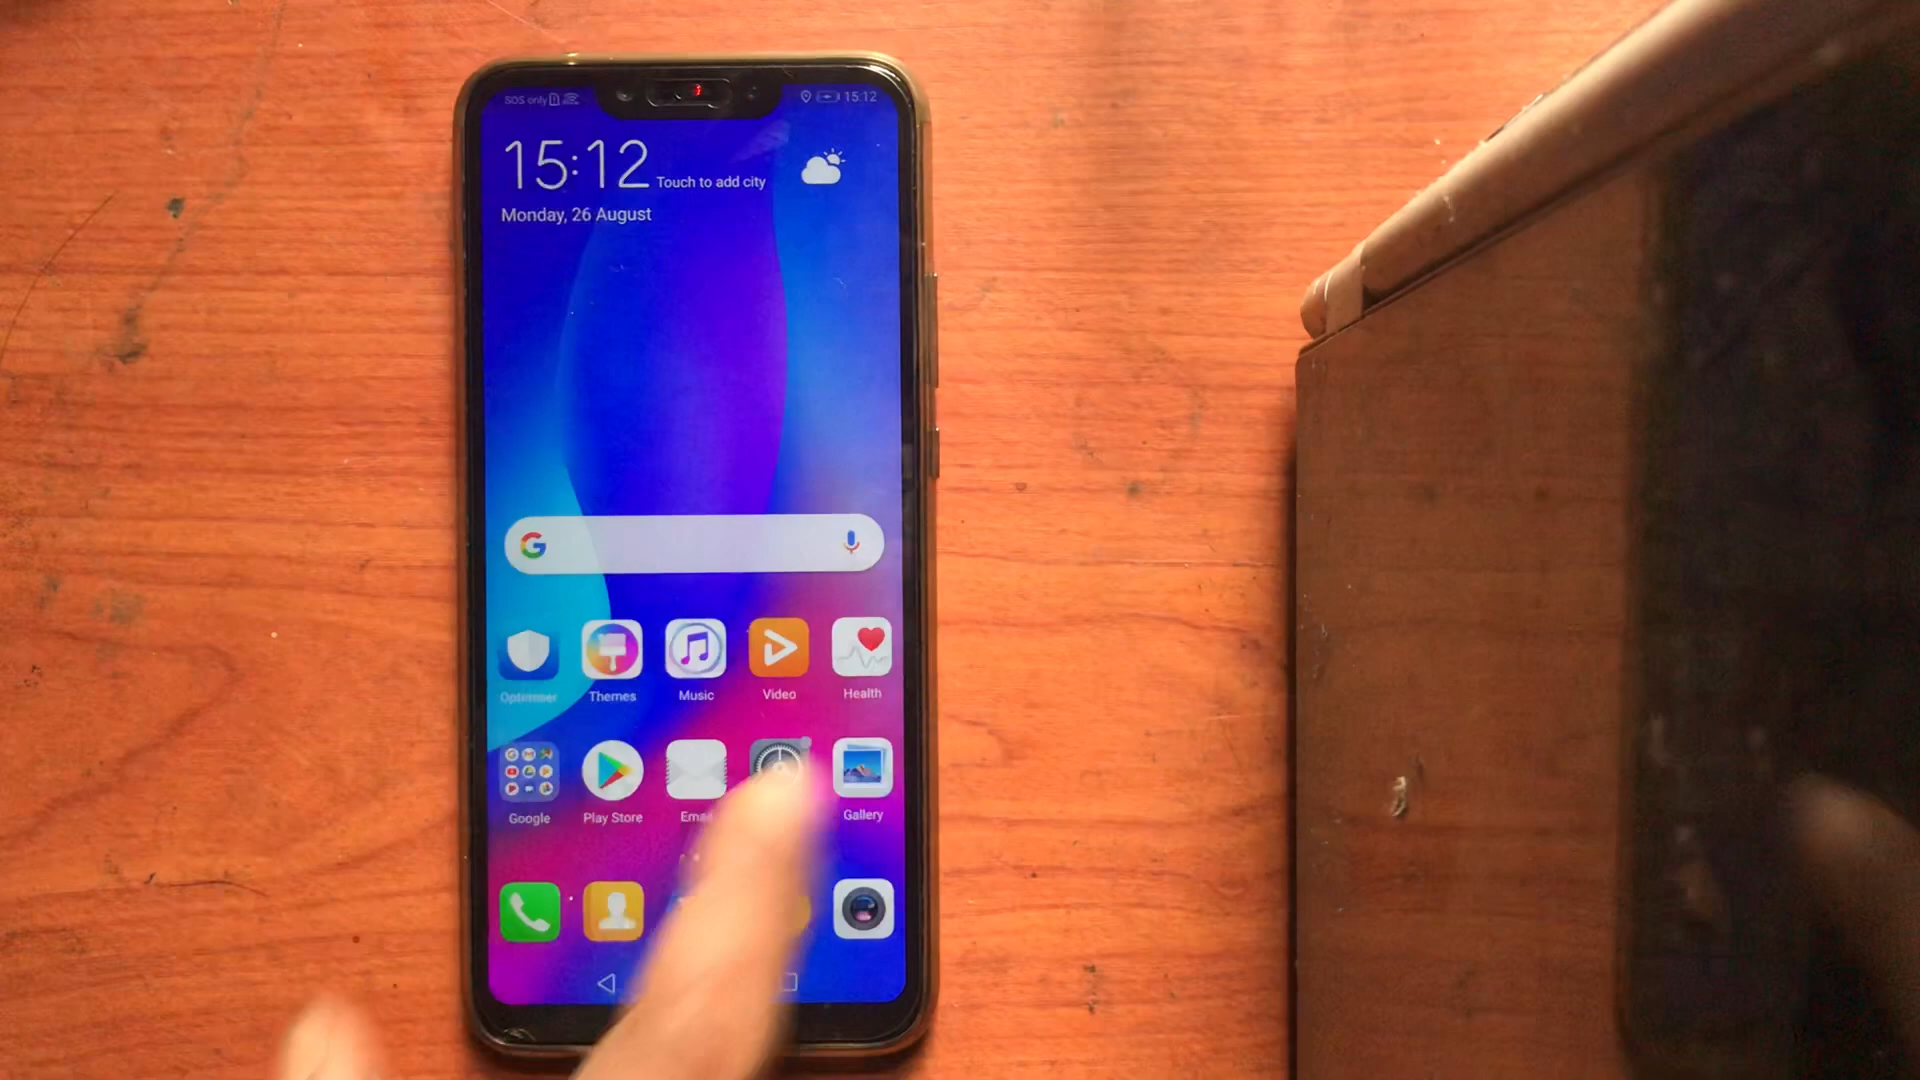 SOS only 15:12
15:12 Touch to add city
Monday, 26 August
Optimiser Themes Music Video Health
Google Play Store Gallery